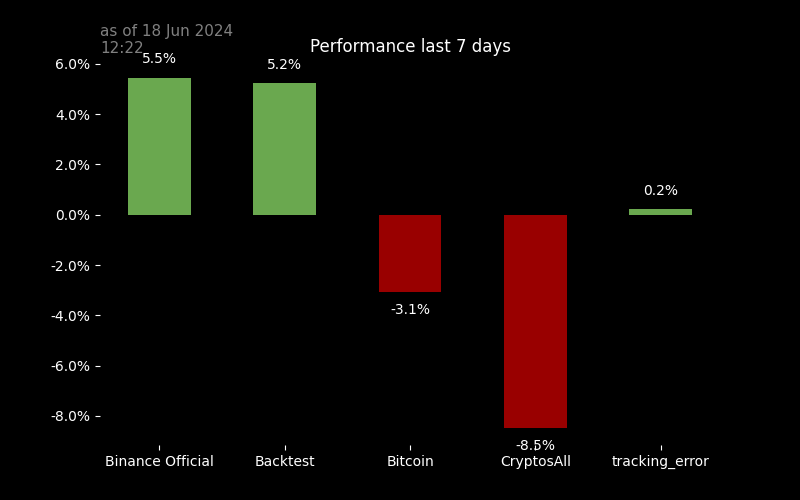 as of 18 Jun 2024
12:22
Performance last 7 days
5.5%
5.2%
-3.1%
-8.5%
0.2%
6.0%
4.0%
2.0%
0.0%
-2.0%
-4.0%
-6.0%
-8.0%
Binance Official
Backtest
Bitcoin
CryptosAll
tracking_error